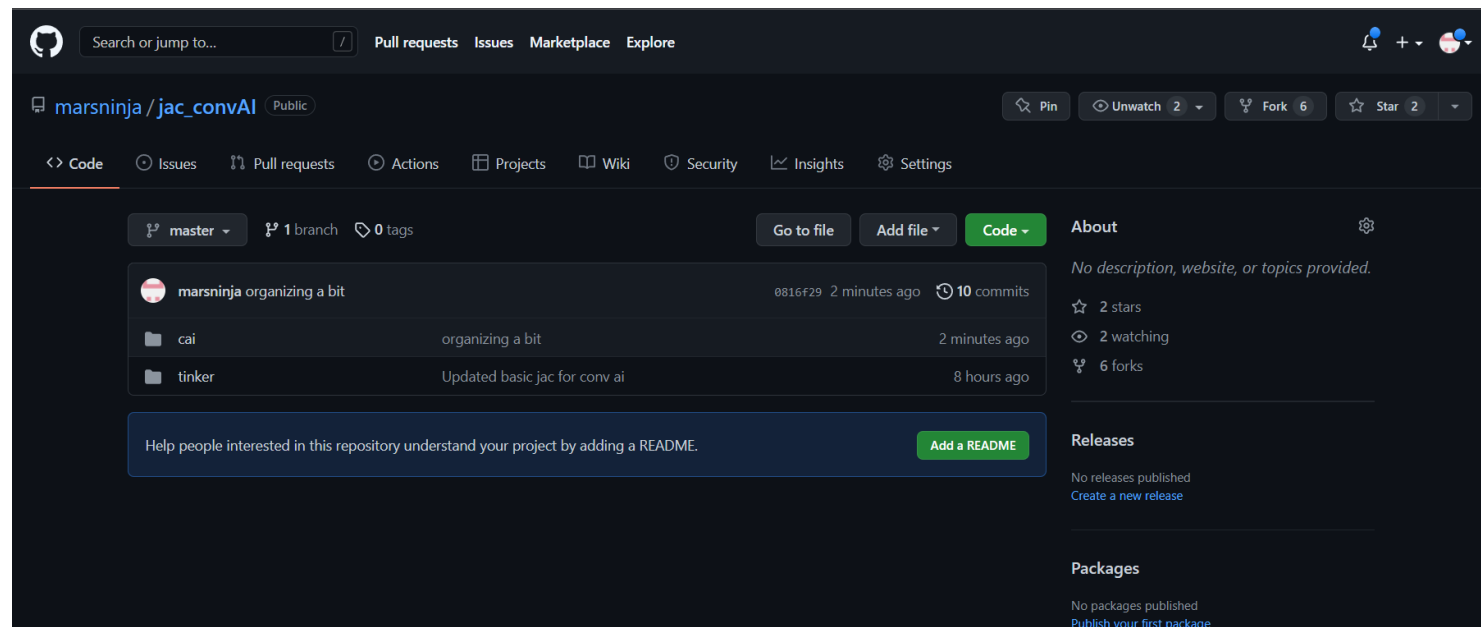 Search or jump to... / Pull requests Issues Marketplace Explore
marsninja / jac_convAI Public Pin Unwatch 2 Fork 6 Star 2
<> Code Issues Pull requests Actions Projects Wiki Security Insights Settings
master 1 branch 0 tags Go to file Add file Code
marsninja organizing a bit 0816f29 2 minutes ago 10 commits
cai organizing a bit 2 minutes ago
tinker Updated basic jac for conv ai 8 hours ago
Help people interested in this repository understand your project by adding a README. Add a README
About
No description, website, or topics provided.
2 stars
2 watching
6 forks
Releases
No releases published
Create a new release
Packages
No packages published
Publish your first package